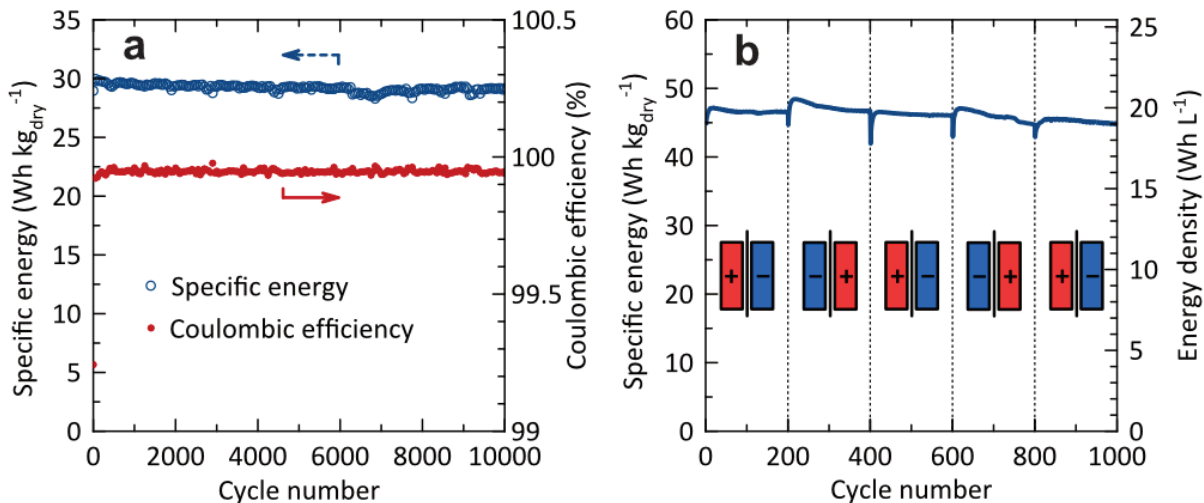 a
35
30
25
20
15
10
5
0
Specific energy (Wh kg_dry^-1)
100.5
100
99.5
99
Coulombic efficiency (%)
Specific energy
Coulombic efficiency
0 2000 4000 6000 8000 10000
Cycle number
b
60
50
40
30
20
10
0
Specific energy (Wh kg_dry^-1)
25
20
15
10
5
0
Energy density (Wh L^-1)
+ − − + + − − + + −
0 200 400 600 800 1000
Cycle number